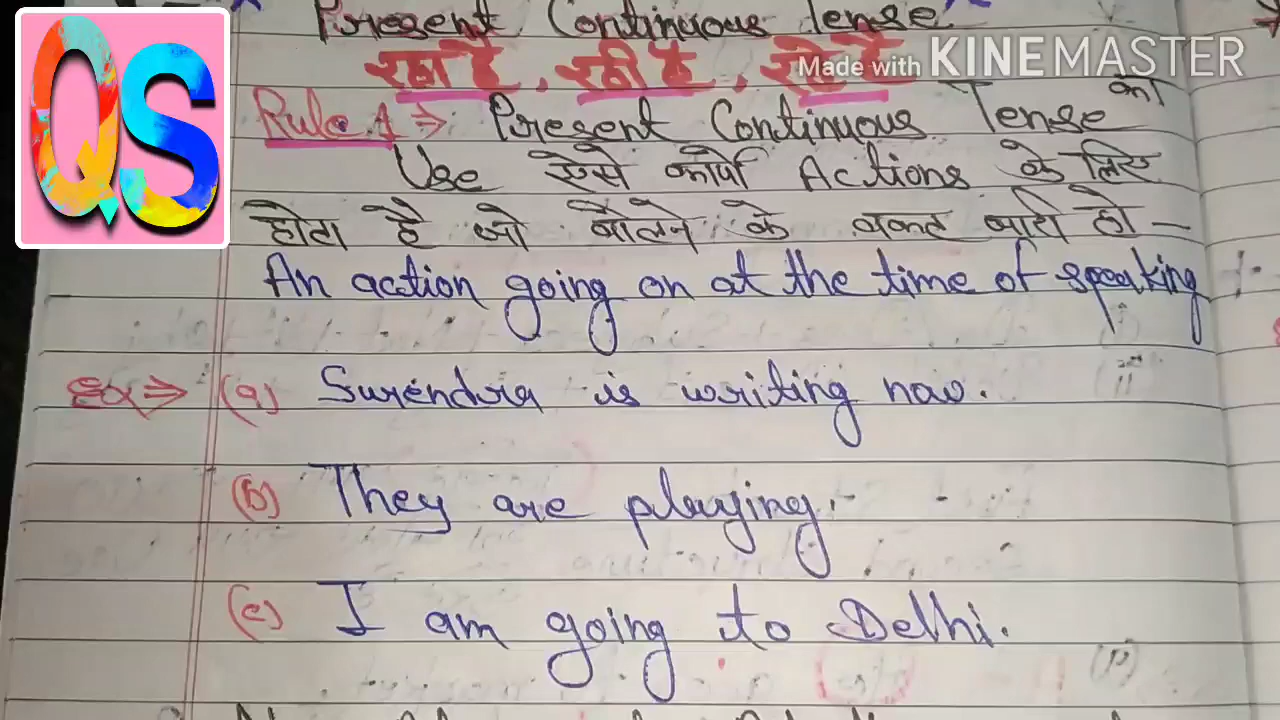 Present Continuous Tense
रहा है, रही है, रहे है
Made with KINEMASTER
QS
Rule 1 ⇒ Present Continuous Tense का
Use ऐसे कार्यो Actions के लिए
होता है जो बोलने के वक्त जारी हो —
An action going on at the time of speaking
Ex ⇒ (a) Surendra is writing now.
(b) They are playing.
(c) I am going to Delhi.